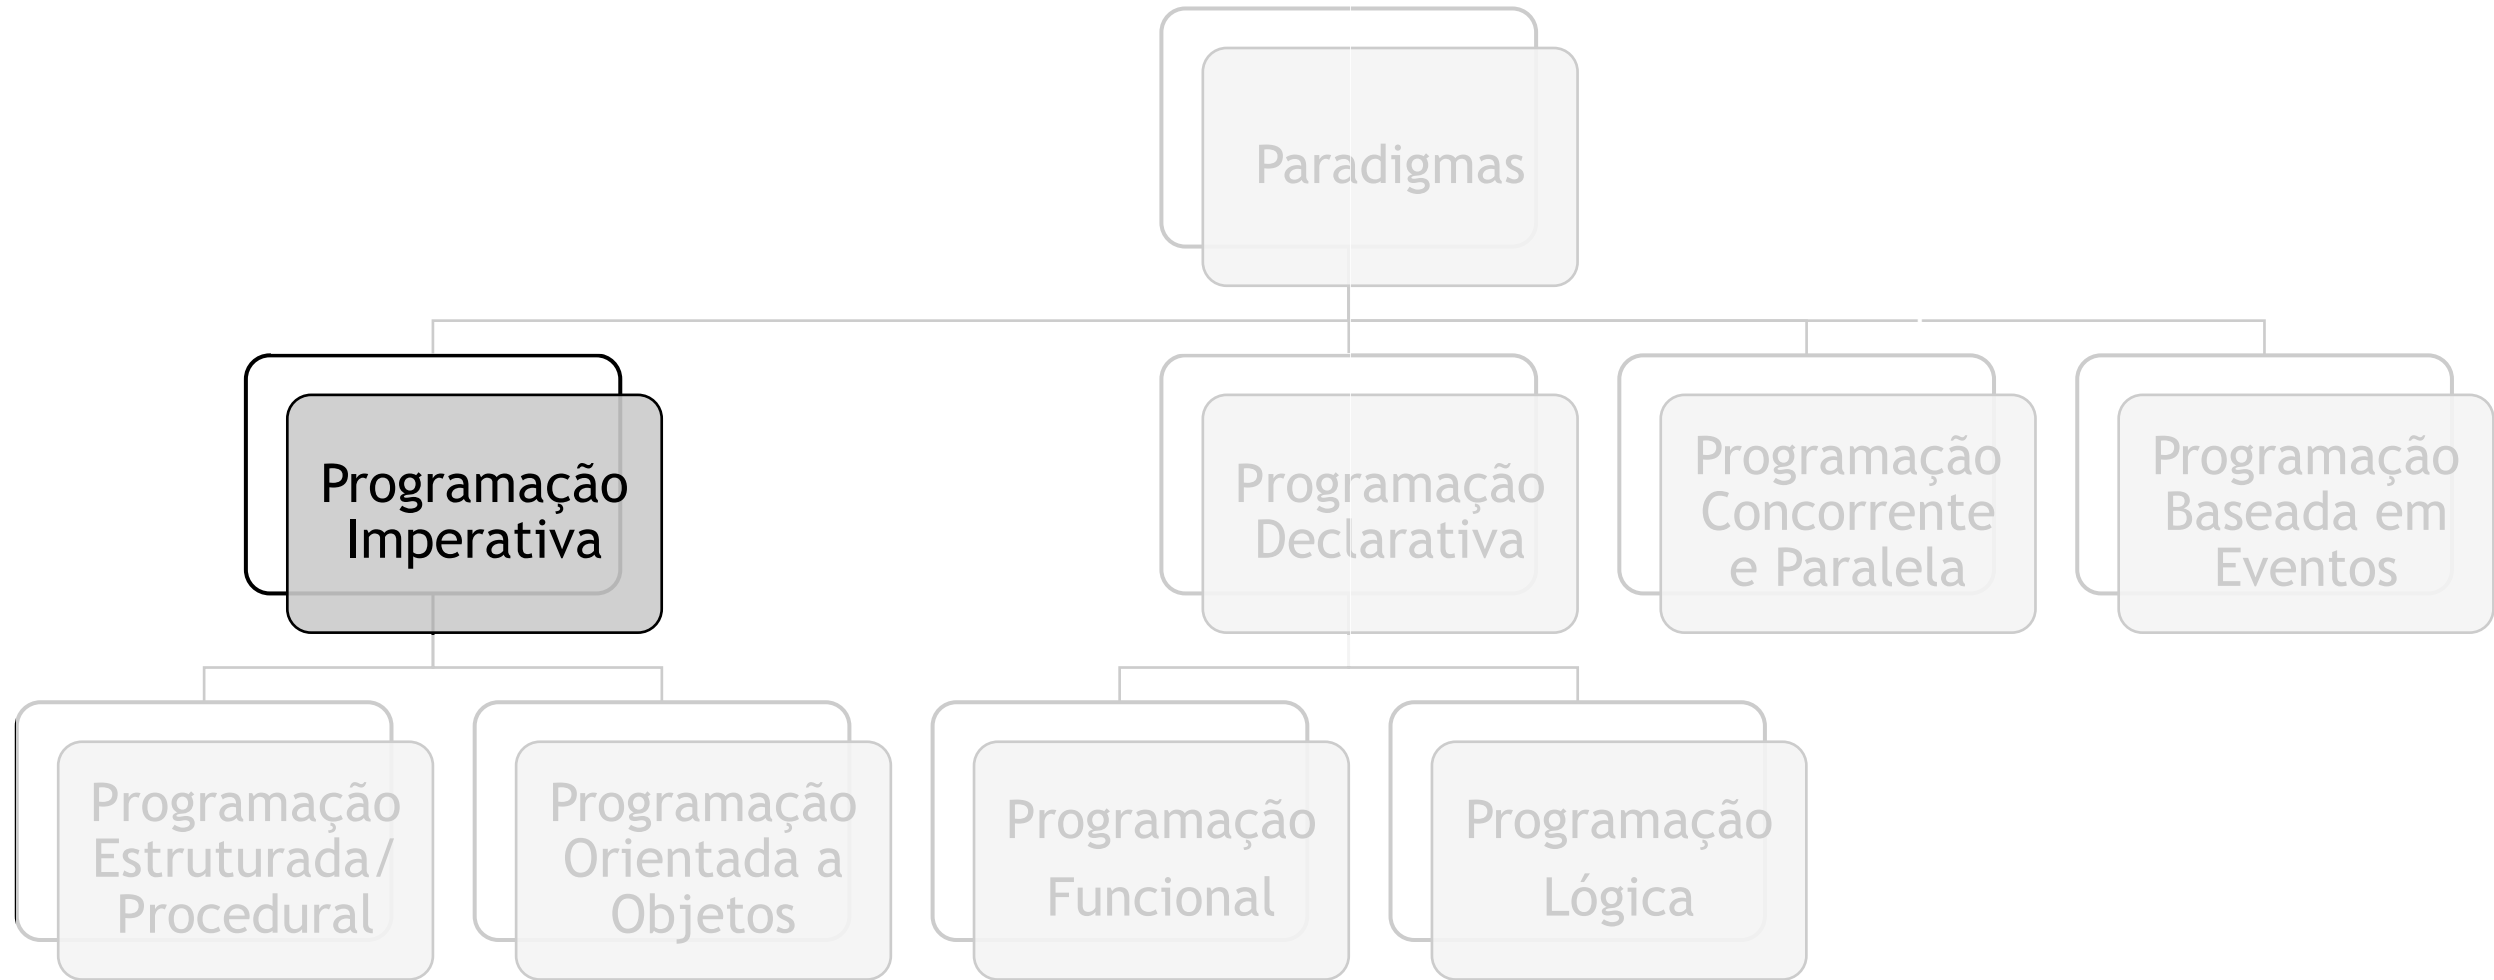 Paradigmas
Programação
Imperativa
Programação
Declarativa
Programação
Concorrente
e Paralela
Programação
Baseada em
Eventos
Programação
Estruturada/
Procedural
Programação
Orientada a
Objetos
Programação
Funcional
Programação
Lógica